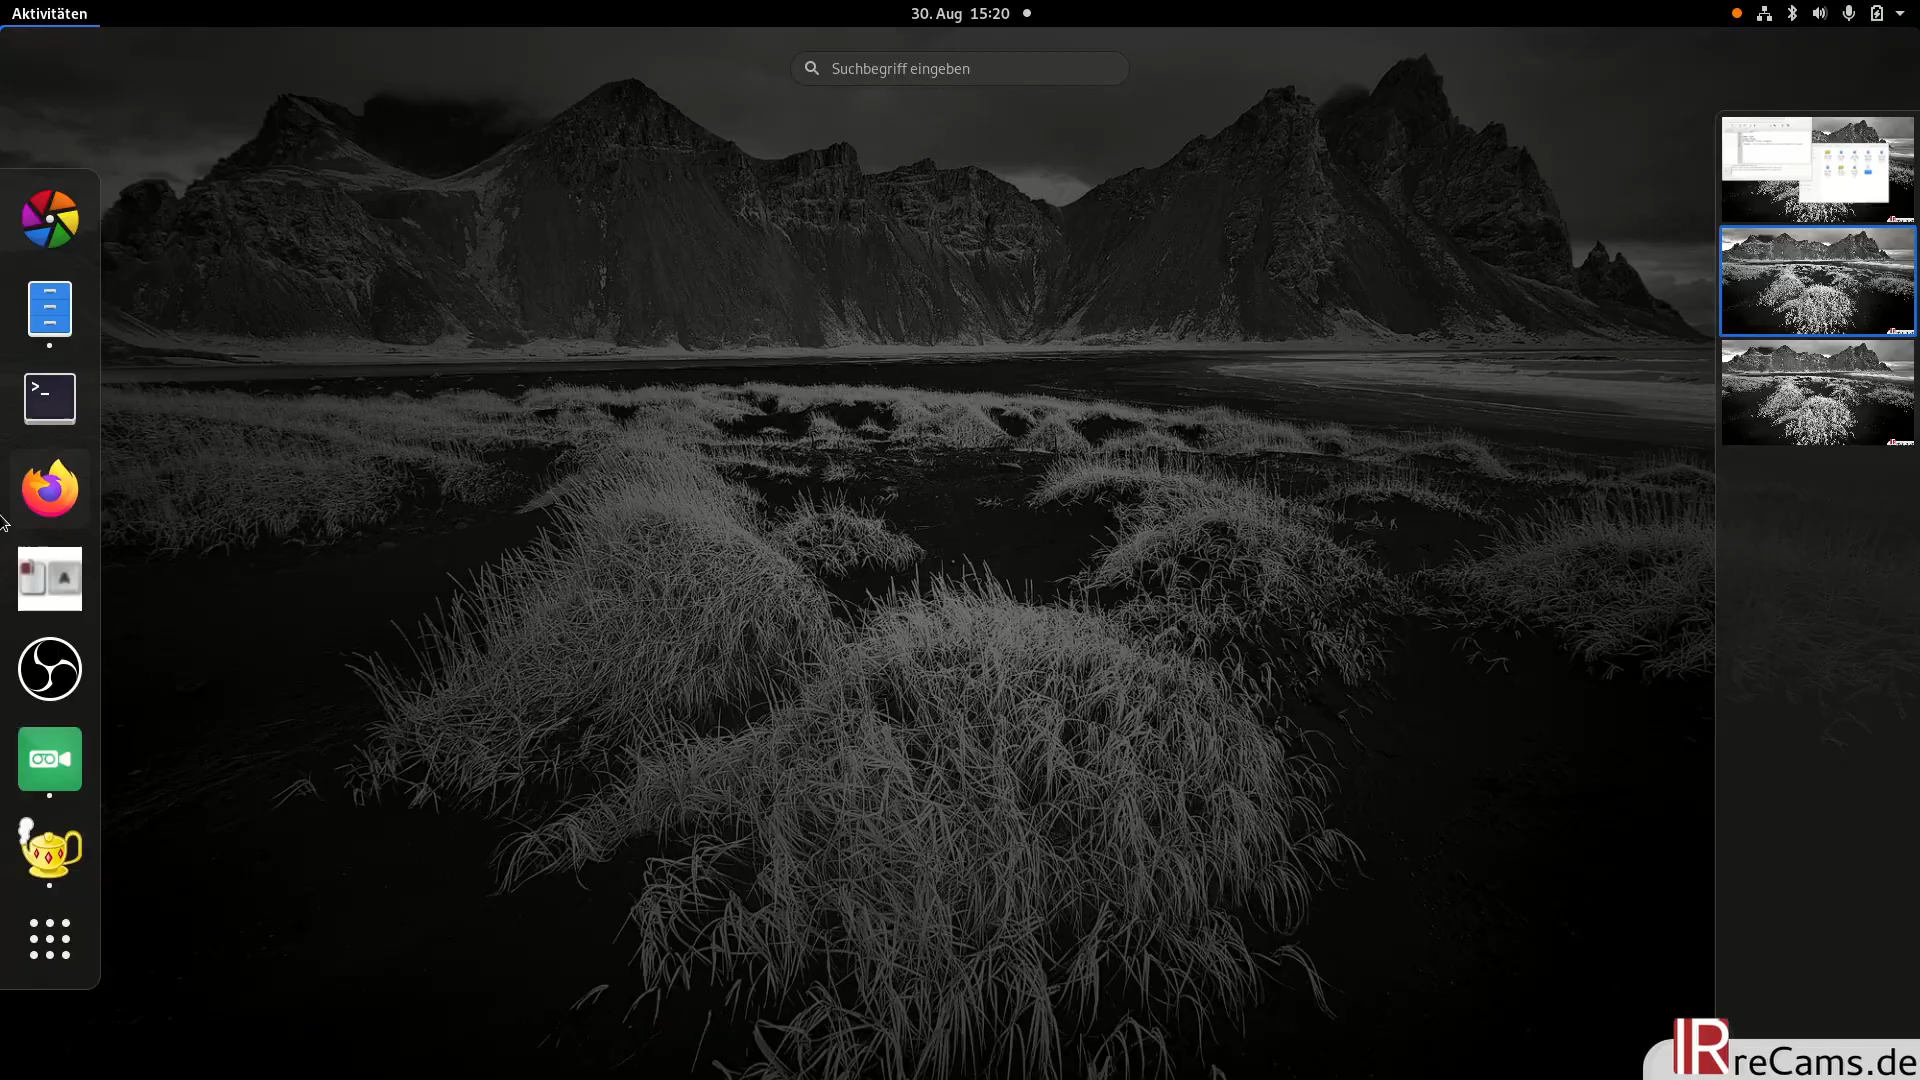 Aktivitäten
30. Aug 15:20
Suchbegriff eingeben
>_
A
IRreCams.de